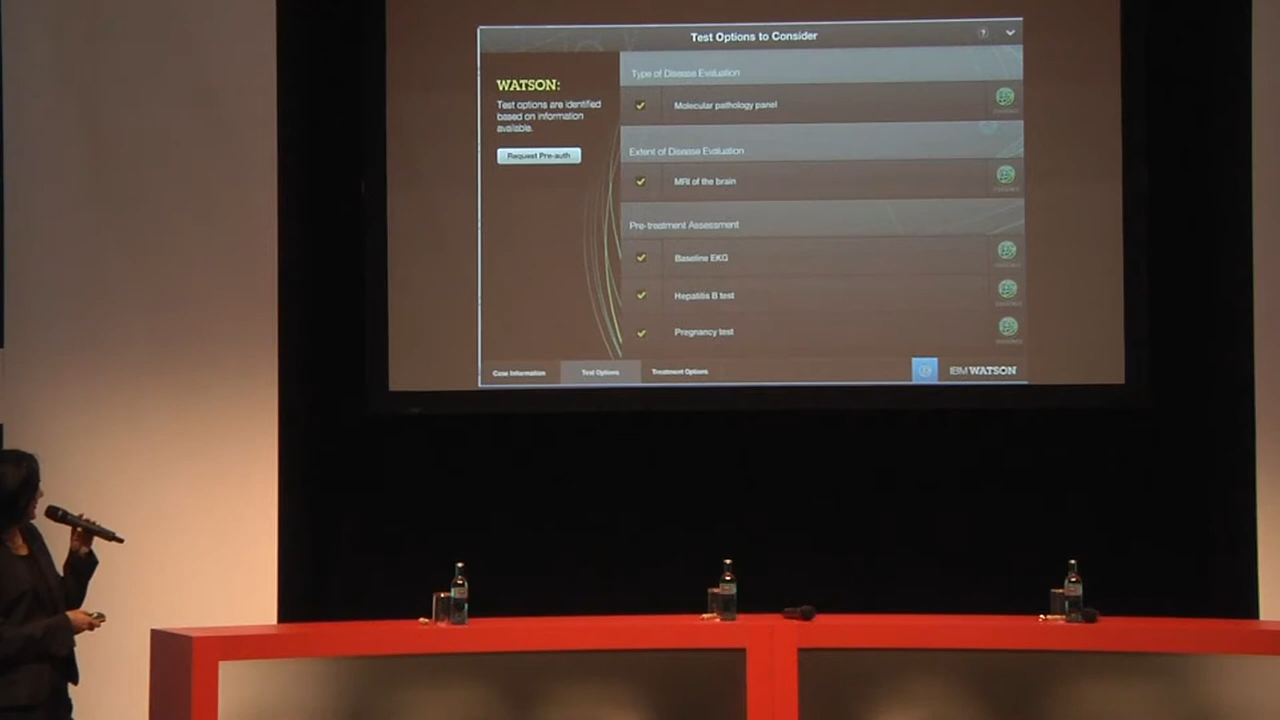 Test Options to Consider
?
WATSON:
Test options are identified
based on information
available.
Request Pre-auth
Type of Disease Evaluation
Molecular pathology panel
Extent of Disease Evaluation
MRI of the brain
Pre-treatment Assessment
Baseline EKG
Hepatitis B test
Pregnancy test
Case Information
Test Options
Treatment Options
IBM WATSON